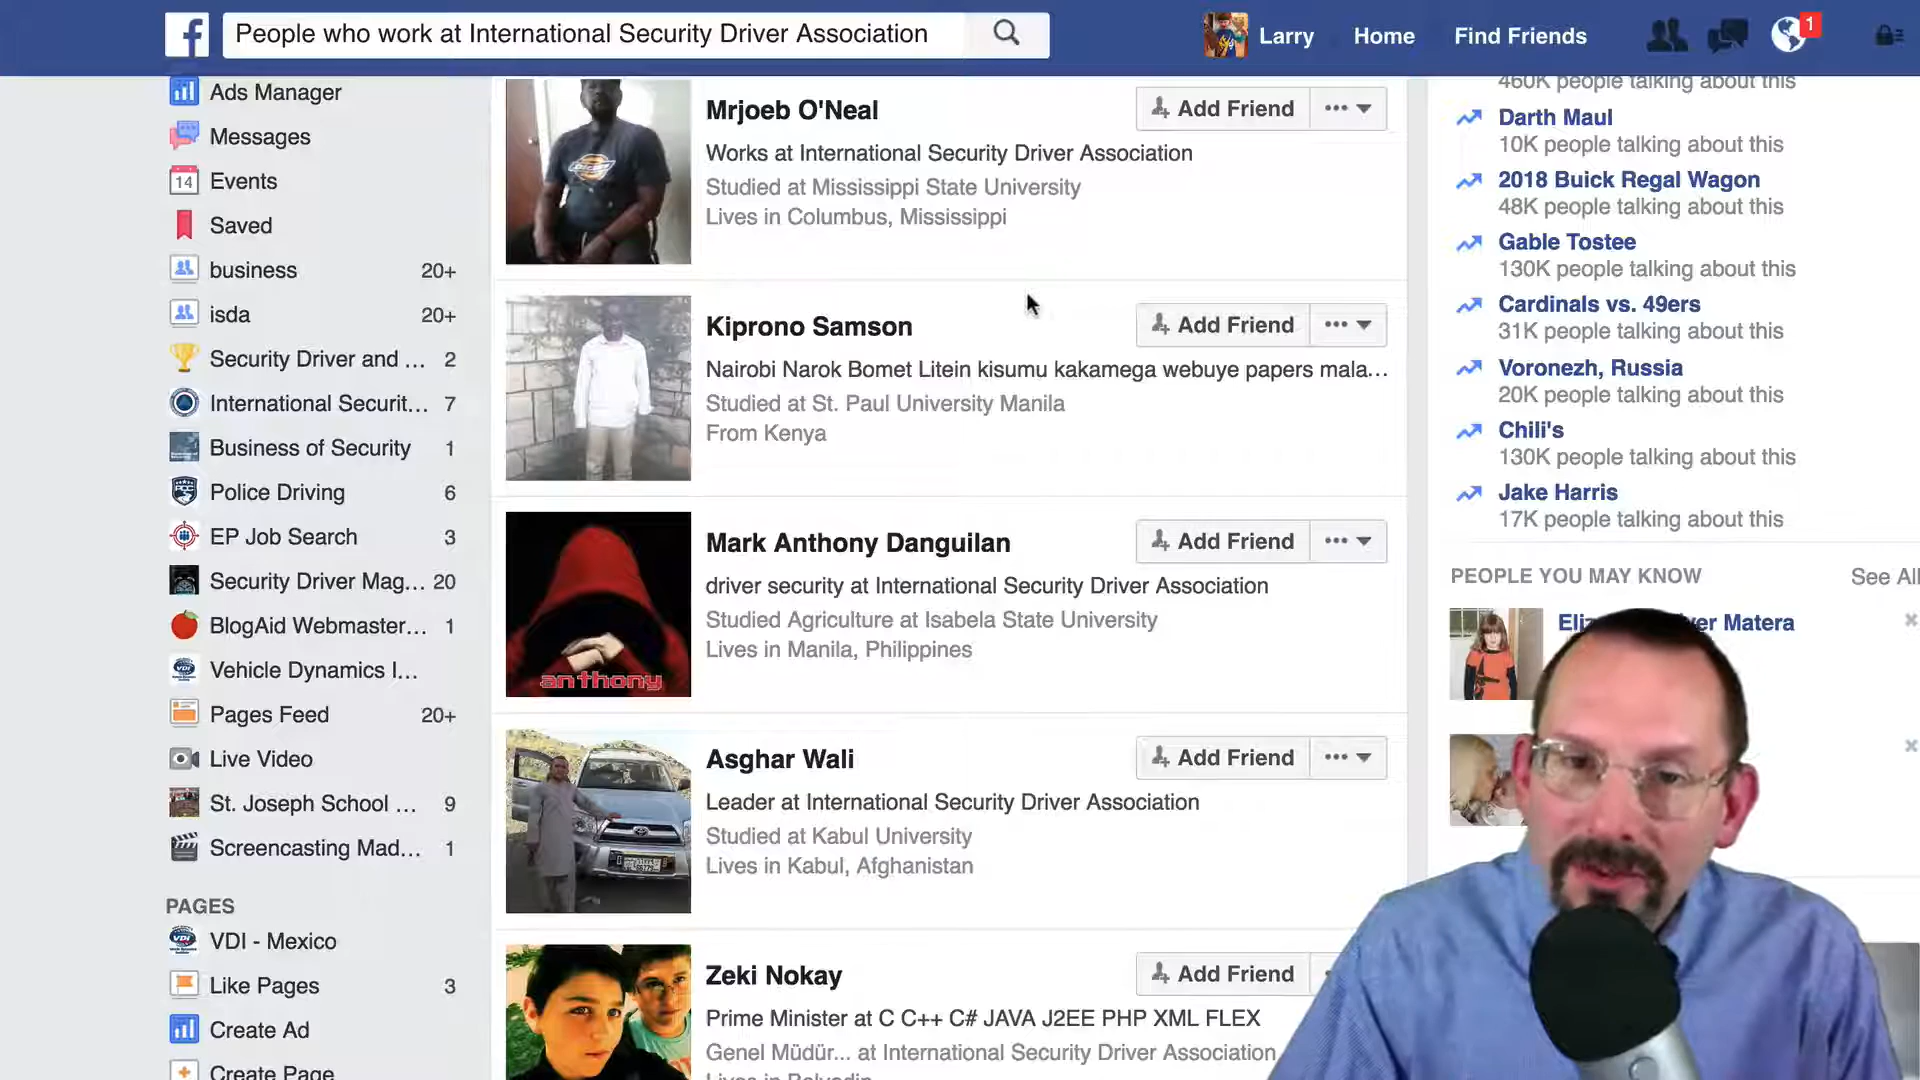 People who work at International Security Driver Association
Larry
Home
Find Friends
1
Ads Manager
Messages
14
Events
Saved
business 20+
isda 20+
Security Driver and ... 2
International Securit... 7
Business of Security 1
Police Driving 6
EP Job Search 3
Security Driver Mag... 20
BlogAid Webmaster... 1
Vehicle Dynamics I...
Pages Feed 20+
Live Video
St. Joseph School ... 9
Screencasting Mad... 1
PAGES
VDI - Mexico
Like Pages 3
Create Ad
Create Page
Mrjoeb O'Neal
Add Friend
Works at International Security Driver Association
Studied at Mississippi State University
Lives in Columbus, Mississippi
Kiprono Samson
Add Friend
Nairobi Narok Bomet Litein kisumu kakamega webuye papers mala...
Studied at St. Paul University Manila
From Kenya
Mark Anthony Danguilan
Add Friend
driver security at International Security Driver Association
Studied Agriculture at Isabela State University
Lives in Manila, Philippines
anthony
Asghar Wali
Add Friend
Leader at International Security Driver Association
Studied at Kabul University
Lives in Kabul, Afghanistan
Zeki Nokay
Add Friend
Prime Minister at C C++ C# JAVA J2EE PHP XML FLEX
Genel Müdür... at International Security Driver Association
Lives in
460K people talking about this
Darth Maul
10K people talking about this
2018 Buick Regal Wagon
48K people talking about this
Gable Tostee
130K people talking about this
Cardinals vs. 49ers
31K people talking about this
Voronezh, Russia
20K people talking about this
Chili's
130K people talking about this
Jake Harris
17K people talking about this
PEOPLE YOU MAY KNOW
See All
Matera